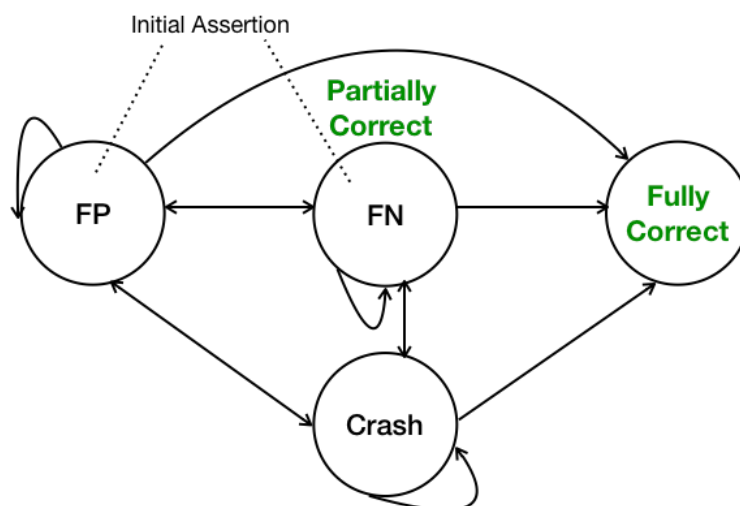 Initial Assertion
Partially
Correct
FP
FN
Fully
Correct
Crash